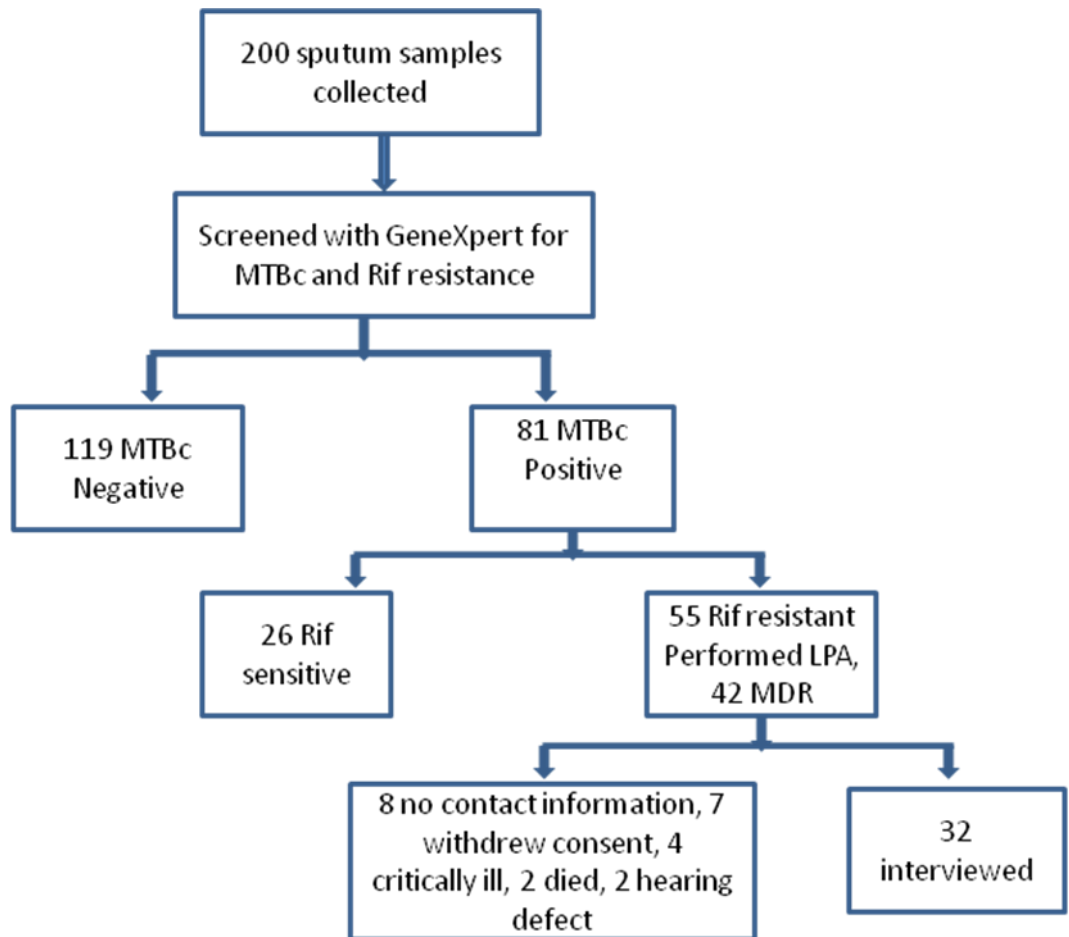 200 sputum samples
collected
Screened with GeneXpert for
MTBc and Rif resistance
119 MTBc
Negative
81 MTBc
Positive
26 Rif
sensitive
55 Rif resistant
Performed LPA,
42 MDR
8 no contact information, 7
withdrew consent, 4
critically ill, 2 died, 2 hearing
defect
32
interviewed